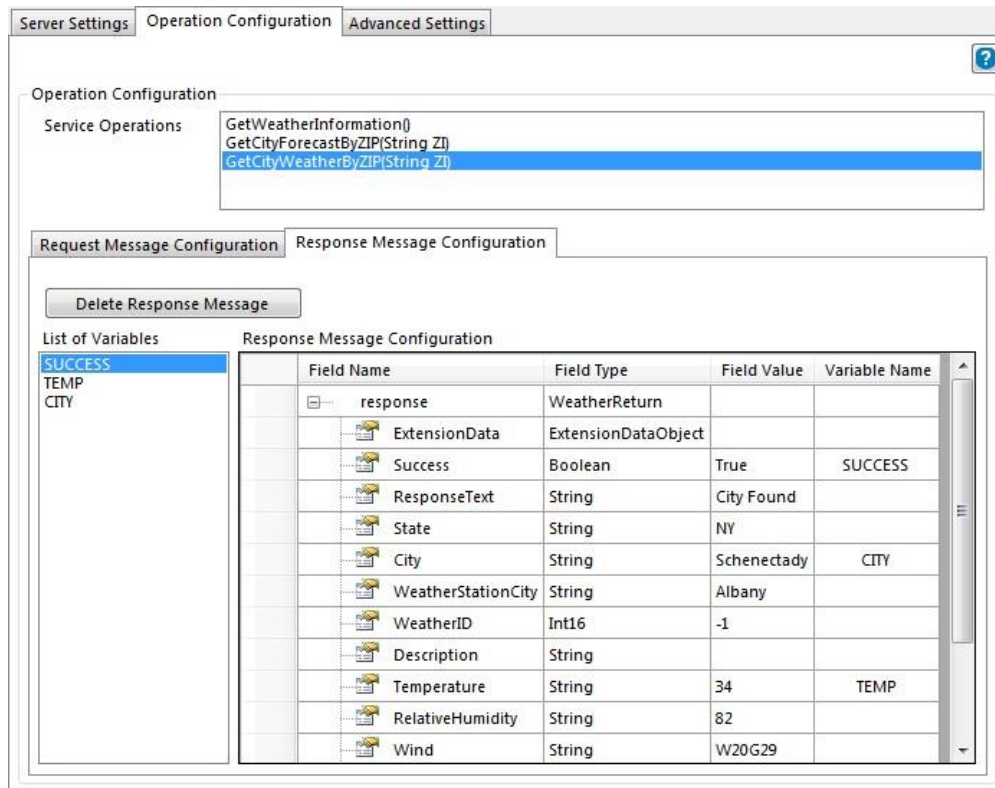 Server Settings Operation Configuration Advanced Settings
?
Operation Configuration
Service Operations
GetWeatherInformation()
GetCityForecastByZIP(String ZI)
GetCityWeatherByZIP(String ZI)
Request Message Configuration Response Message Configuration
Delete Response Message
List of Variables
SUCCESS
TEMP
CITY
Response Message Configuration
Field Name Field Type Field Value Variable Name
response WeatherReturn
ExtensionData ExtensionDataObject
Success Boolean True SUCCESS
ResponseText String City Found
State String NY
City String Schenectady CITY
WeatherStationCity String Albany
WeatherID Int16 -1
Description String
Temperature String 34 TEMP
RelativeHumidity String 82
Wind String W20G29